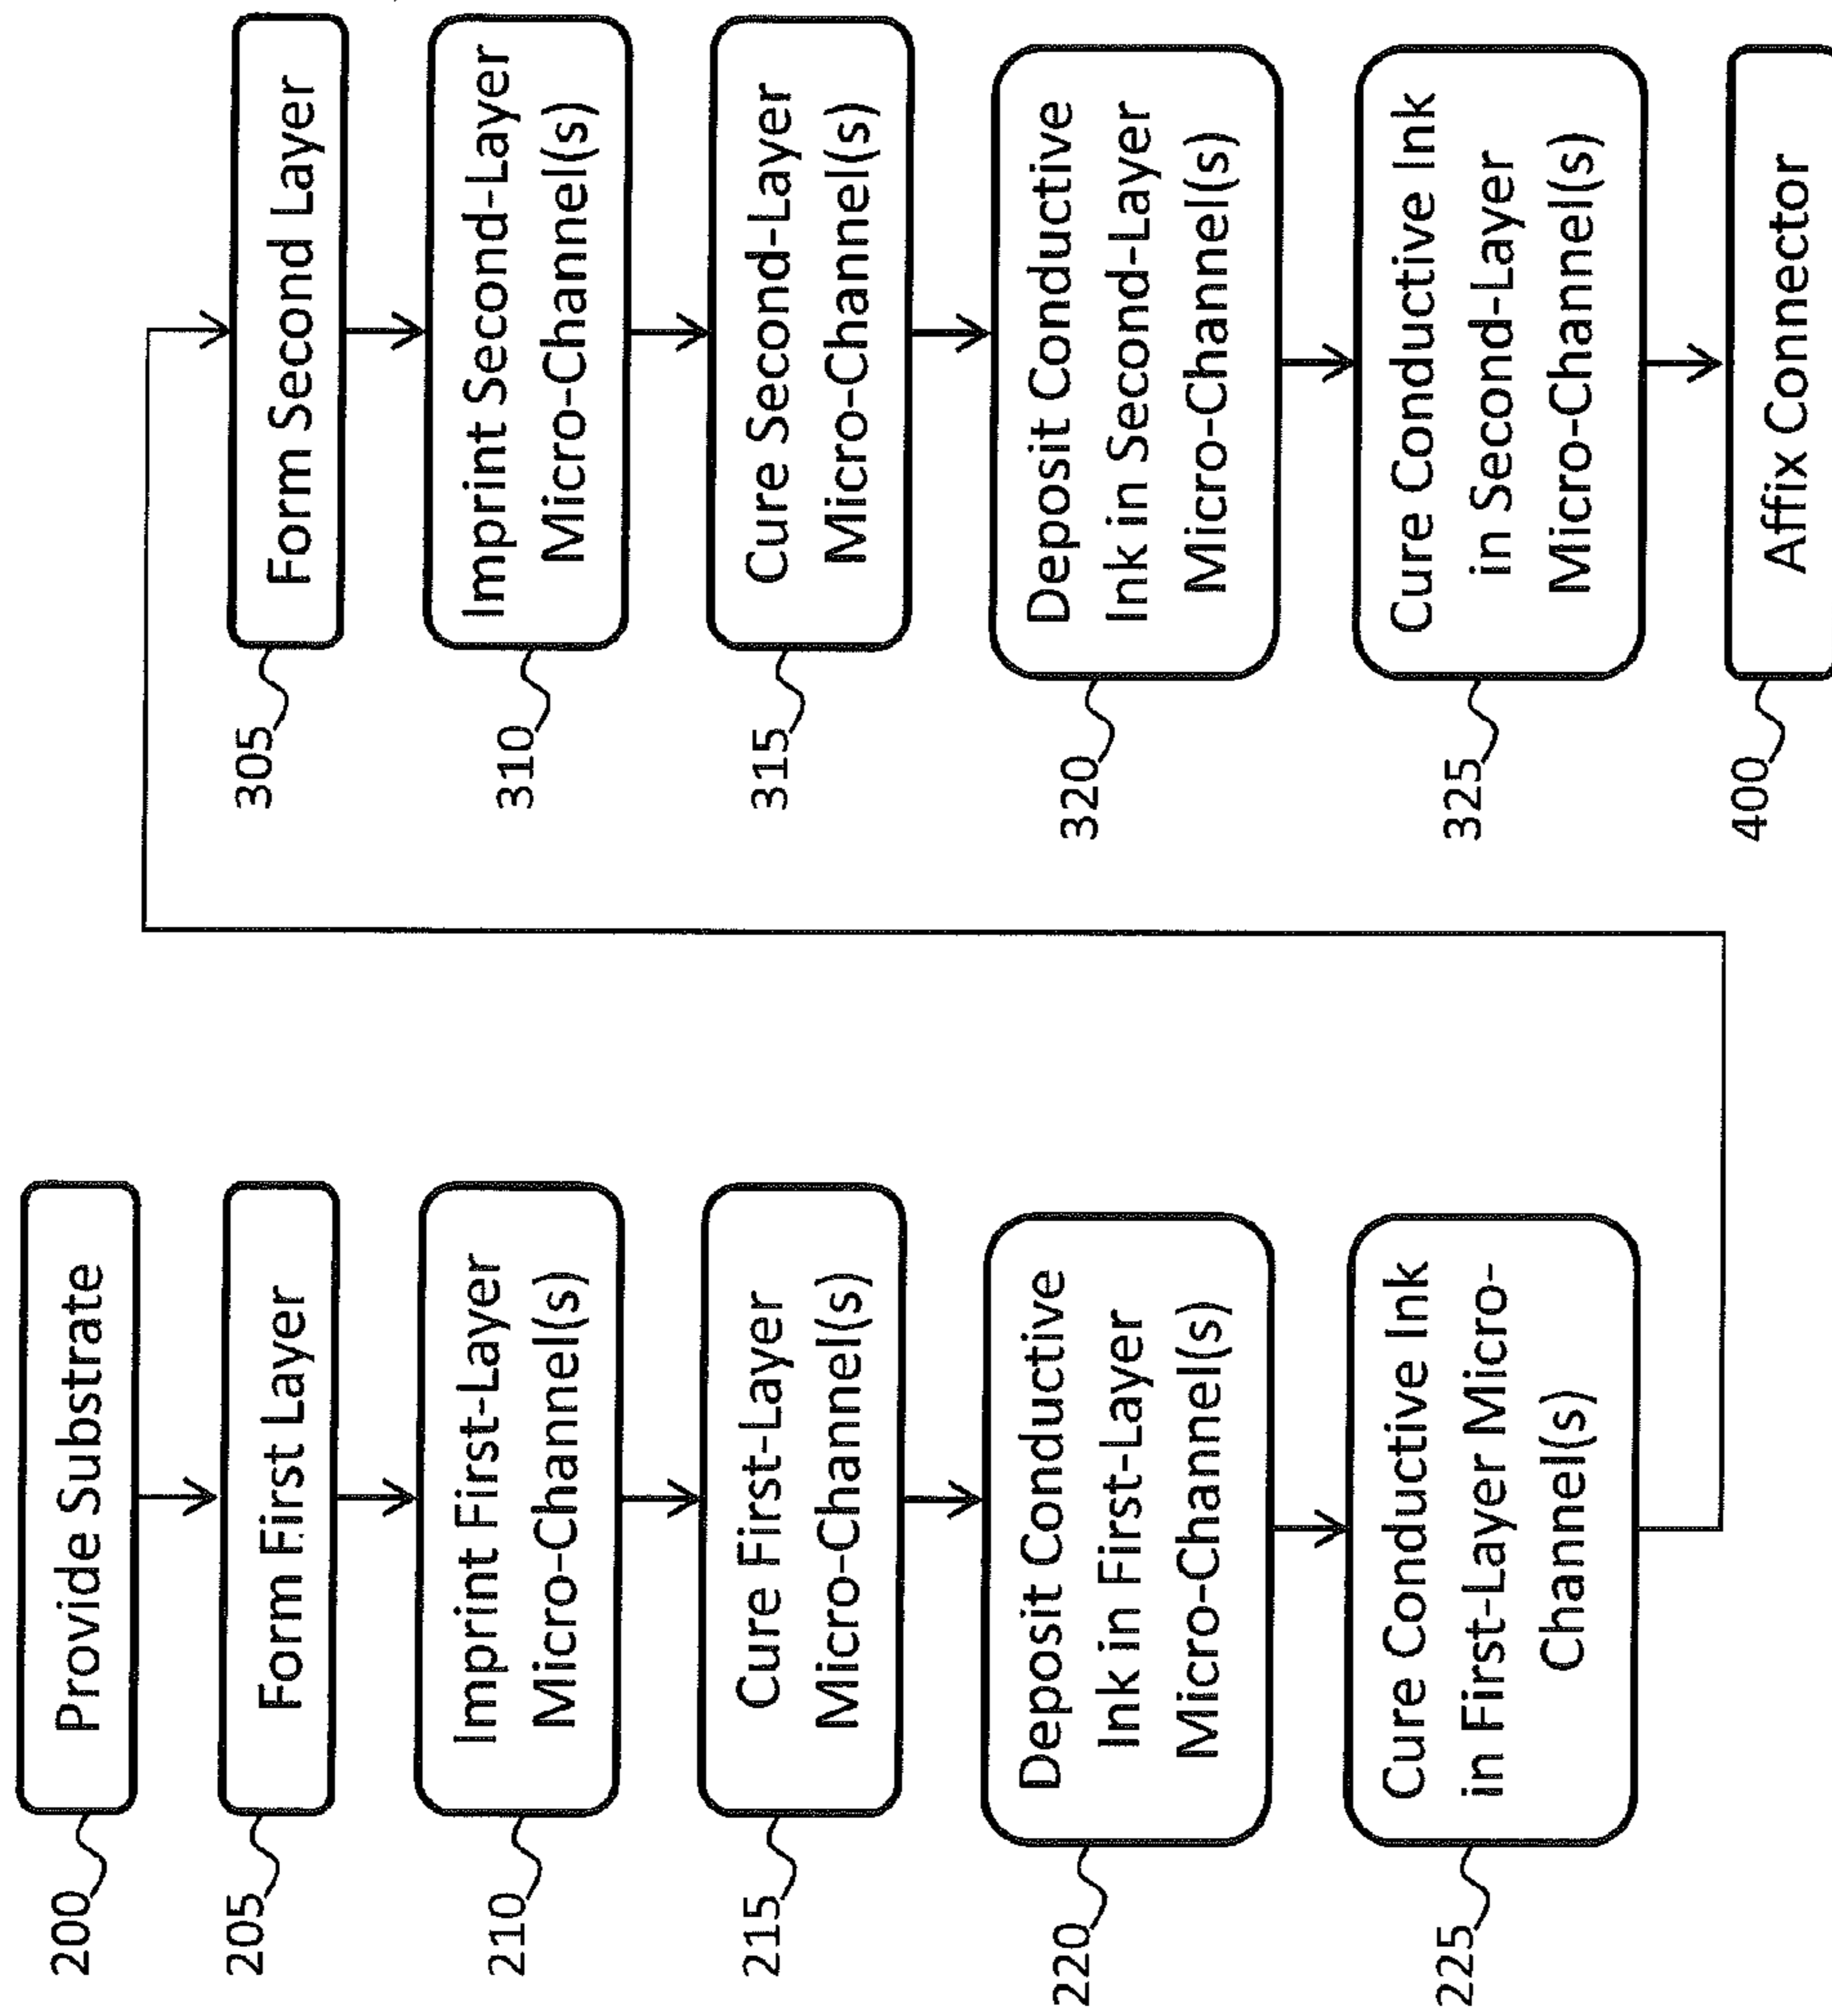 200
Provide Substrate
205
Form First Layer
210
Imprint First-Layer
Micro-Channel(s)
215
Cure First-Layer
Micro-Channel(s)
220
Deposit Conductive
Ink in First-Layer
Micro-Channel(s)
225
Cure Conductive Ink
in First-Layer Micro-
Channel(s)
305
Form Second Layer
310
Imprint Second-Layer
Micro-Channel(s)
315
Cure Second-Layer
Micro-Channel(s)
320
Deposit Conductive
Ink in Second-Layer
Micro-Channel(s)
325
Cure Conductive Ink
in Second-Layer
Micro-Channel(s)
400
Affix Connector